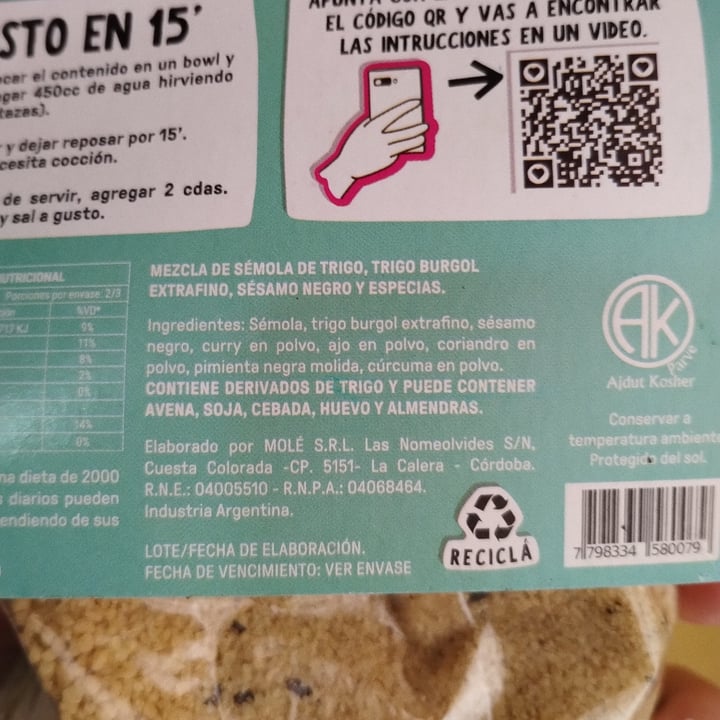 STO EN 15'
car el contenido en un bowl y
gar 450cc de agua hirviendo
tazas).
y dejar reposar por 15'.
cesita cocción.
de servir, agregar 2 cdas.
y sal a gusto.
EL CÓDIGO QR Y VAS A ENCONTRAR
LAS INTRUCCIONES EN UN VIDEO.
NUTRICIONAL
Porciones por envase: 2/3
%VD*
717 KJ 9%
11%
8%
2%
0%
-
14%
0%
na dieta de 2000
s diarios pueden
endiendo de sus
MEZCLA DE SÉMOLA DE TRIGO, TRIGO BURGOL
EXTRAFINO, SÉSAMO NEGRO Y ESPECIAS.
Ingredientes: Sémola, trigo burgol extrafino, sésamo
negro, curry en polvo, ajo en polvo, coriandro en
polvo, pimienta negra molida, cúrcuma en polvo.
CONTIENE DERIVADOS DE TRIGO Y PUEDE CONTENER
AVENA, SOJA, CEBADA, HUEVO Y ALMENDRAS.
Elaborado por MOLÉ S.R.L. Las Nomeolvides S/N,
Cuesta Colorada -CP. 5151- La Calera - Córdoba.
R.N.E.: 04005510 - R.N.P.A.: 04068464.
Industria Argentina.
LOTE/FECHA DE ELABORACIÓN.
FECHA DE VENCIMIENTO: VER ENVASE
RECICLÁ
AK
Parve
Ajdut Kosher
Conservar a
temperatura ambiente
Protegido del sol.
7 798334 580079